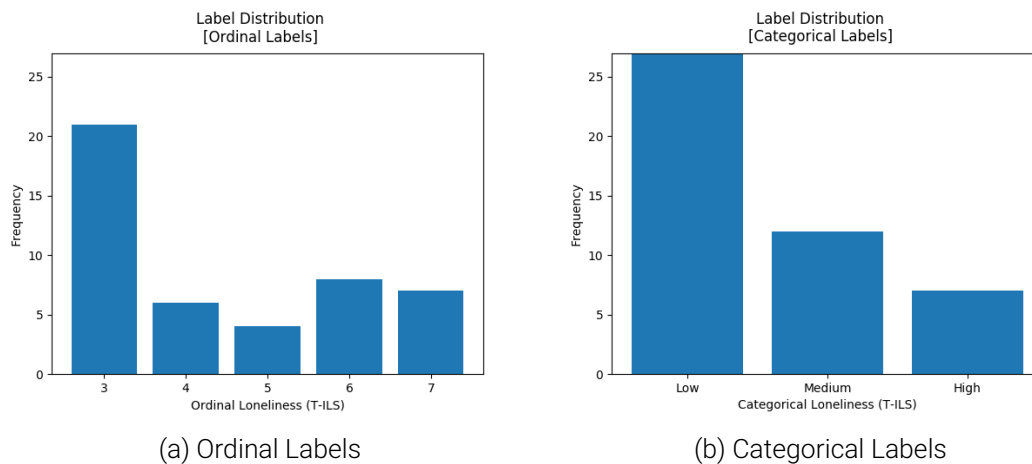 Label Distribution
[Ordinal Labels]
25
20
15
10
5
0
Frequency
3 4 5 6 7
Ordinal Loneliness (T-ILS)
(a) Ordinal Labels
Label Distribution
[Categorical Labels]
25
20
15
10
5
0
Frequency
Low Medium High
Categorical Loneliness (T-ILS)
(b) Categorical Labels